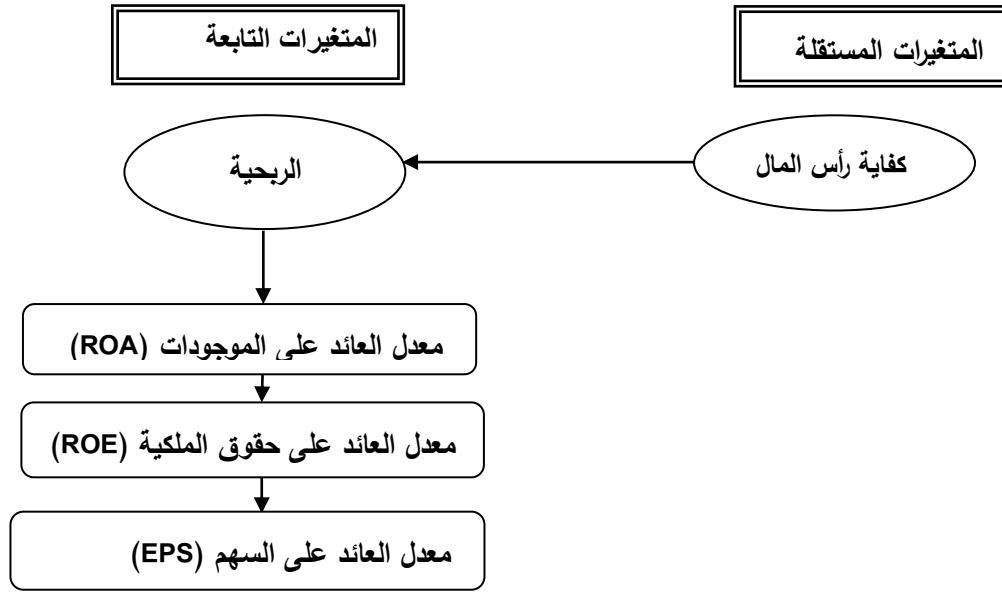 المتغيرات المستقلة
المتغيرات التابعة
كفاية رأس المال
الربحية
معدل العائد على الموجودات (ROA)
معدل العائد على حقوق الملكية (ROE)
معدل العائد على السهم (EPS)